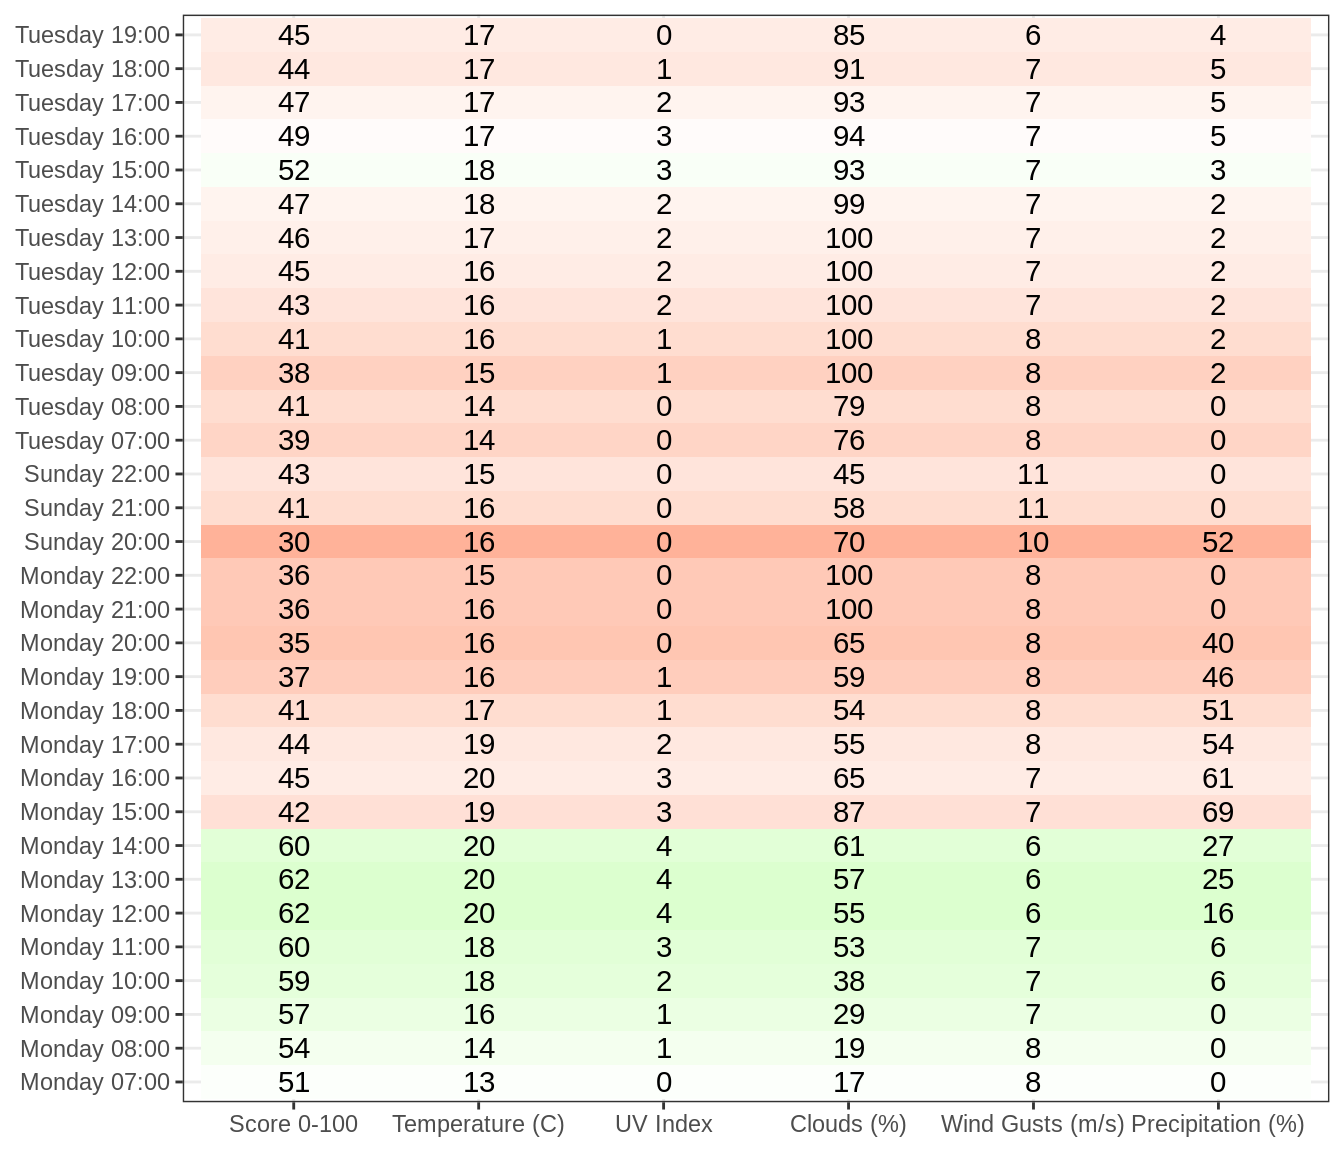 Tuesday 19:00 45 17 0 85 6 4
Tuesday 18:00 44 17 1 91 7 5
Tuesday 17:00 47 17 2 93 7 5
Tuesday 16:00 49 17 3 94 7 5
Tuesday 15:00 52 18 3 93 7 3
Tuesday 14:00 47 18 2 99 7 2
Tuesday 13:00 46 17 2 100 7 2
Tuesday 12:00 45 16 2 100 7 2
Tuesday 11:00 43 16 2 100 7 2
Tuesday 10:00 41 16 1 100 8 2
Tuesday 09:00 38 15 1 100 8 2
Tuesday 08:00 41 14 0 79 8 0
Tuesday 07:00 39 14 0 76 8 0
Sunday 22:00 43 15 0 45 11 0
Sunday 21:00 41 16 0 58 11 0
Sunday 20:00 30 16 0 70 10 52
Monday 22:00 36 15 0 100 8 0
Monday 21:00 36 16 0 100 8 0
Monday 20:00 35 16 0 65 8 40
Monday 19:00 37 16 1 59 8 46
Monday 18:00 41 17 1 54 8 51
Monday 17:00 44 19 2 55 8 54
Monday 16:00 45 20 3 65 7 61
Monday 15:00 42 19 3 87 7 69
Monday 14:00 60 20 4 61 6 27
Monday 13:00 62 20 4 57 6 25
Monday 12:00 62 20 4 55 6 16
Monday 11:00 60 18 3 53 7 6
Monday 10:00 59 18 2 38 7 6
Monday 09:00 57 16 1 29 7 0
Monday 08:00 54 14 1 19 8 0
Monday 07:00 51 13 0 17 8 0
Score 0-100 Temperature (C) UV Index Clouds (%) Wind Gusts (m/s) Precipitation (%)